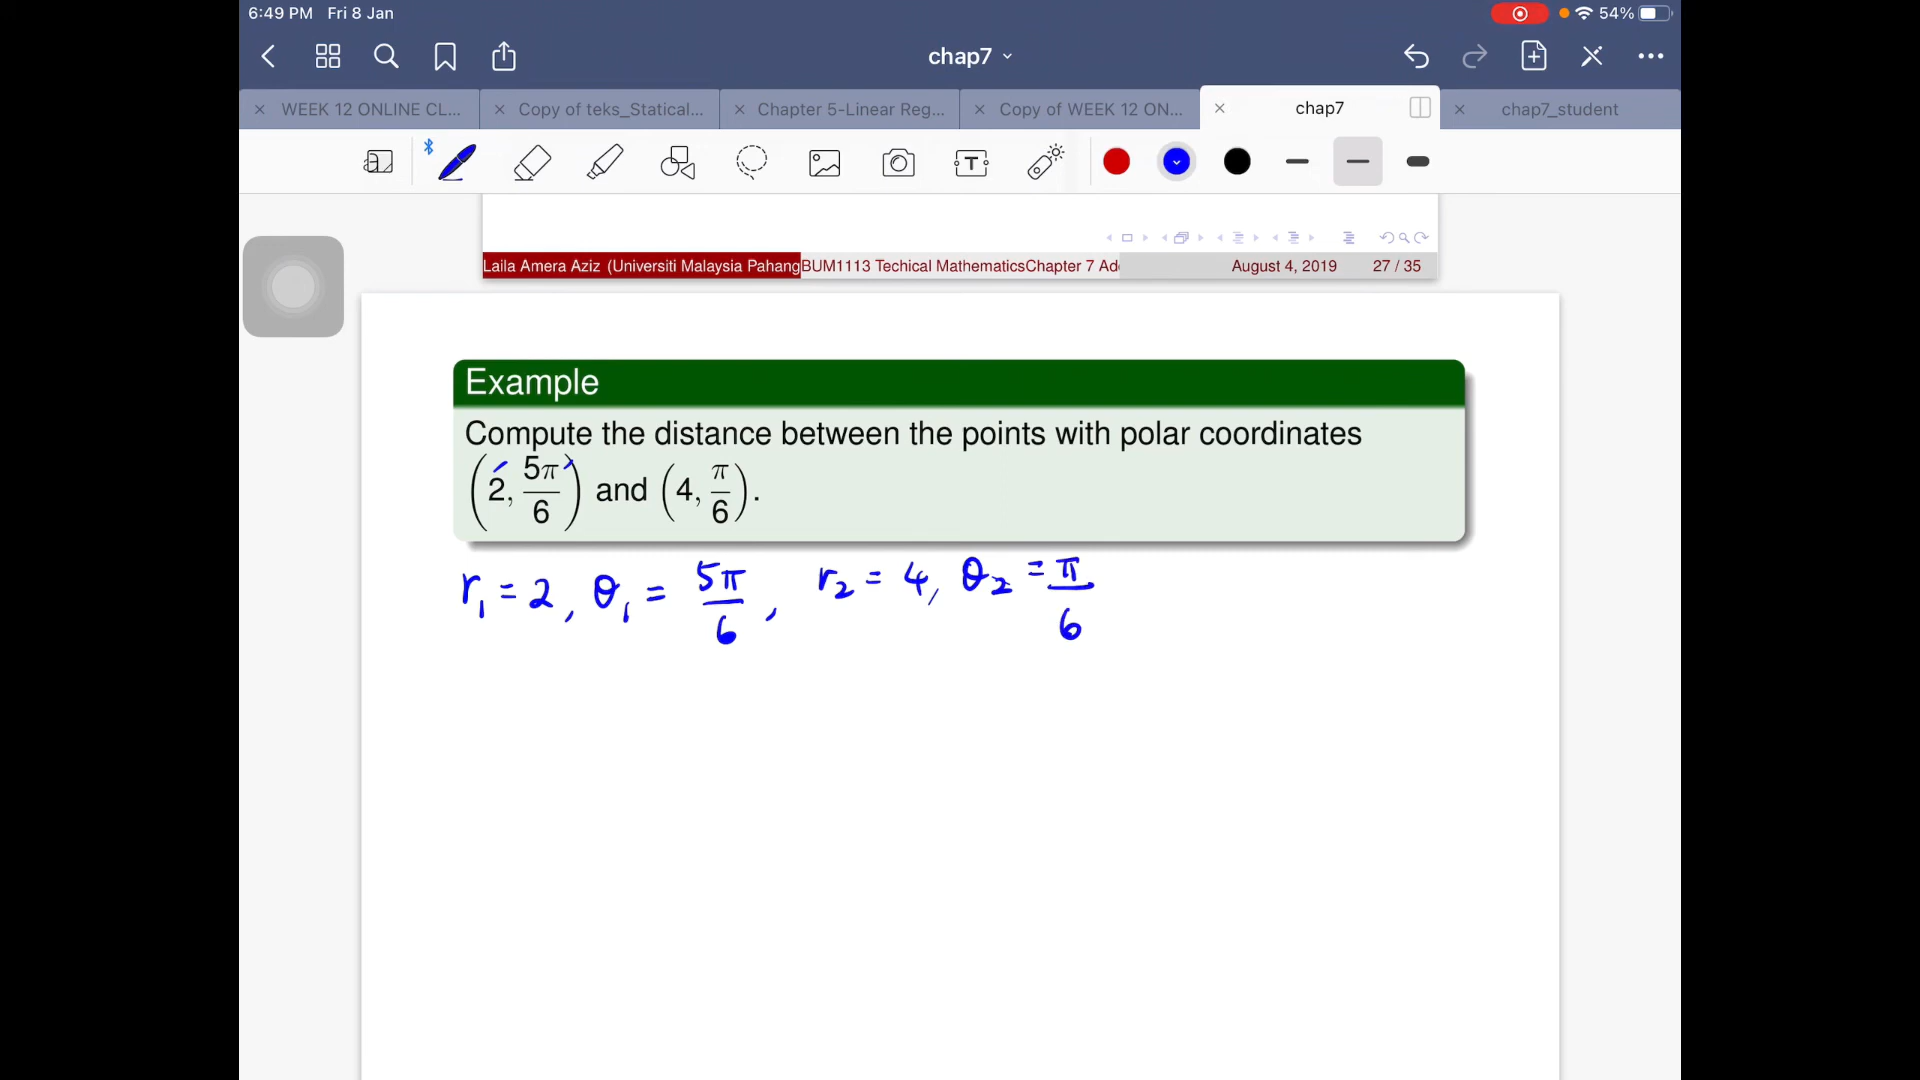 6:49 PM Fri 8 Jan 54%
chap7
WEEK 12 ONLINE CL... Copy of teks_Statical... Chapter 5-Linear Reg... Copy of WEEK 12 ON... chap7 chap7_student
Laila Amera Aziz (Universiti Malaysia Pahang BUM1113 Techical Mathematics Chapter 7 Ad August 4, 2019 27 / 35
Example
Compute the distance between the points with polar coordinates
(2, 5π/6) and (4, π/6).
r₁ = 2, θ₁ = 5π/6, r₂ = 4, θ₂ = π/6